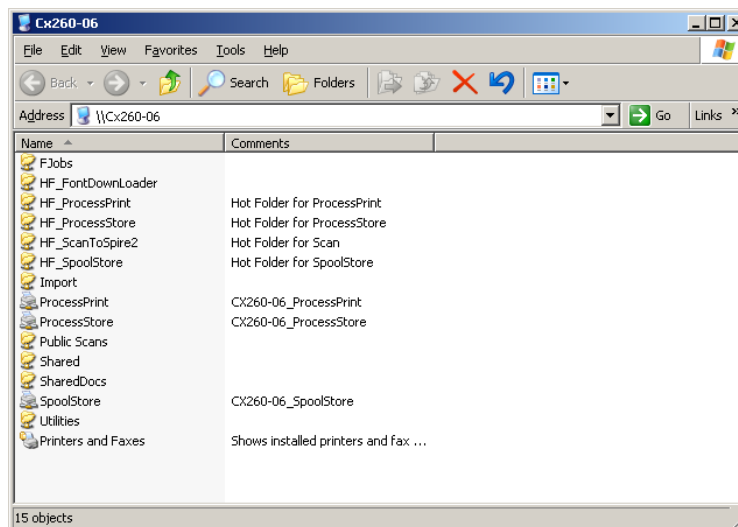 Cx260-06
File Edit View Favorites Tools Help
Back Search Folders
Address \\Cx260-06 Go Links »
Name Comments
FJobs
HF_FontDownLoader
HF_ProcessPrint Hot Folder for ProcessPrint
HF_ProcessStore Hot Folder for ProcessStore
HF_ScanToSpire2 Hot Folder for Scan
HF_SpoolStore Hot Folder for SpoolStore
Import
ProcessPrint CX260-06_ProcessPrint
ProcessStore CX260-06_ProcessStore
Public Scans
Shared
SharedDocs
SpoolStore CX260-06_SpoolStore
Utilities
Printers and Faxes Shows installed printers and fax ...
15 objects